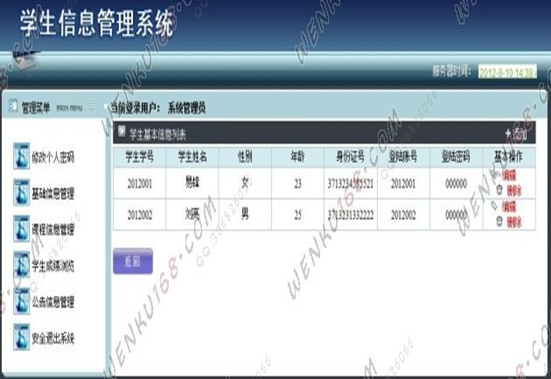 学生信息管理系统
服务器时间: 2012-8-10 14:38
管理菜单 MAIN MENU
当前登录用户: 系统管理员
学生基本信息列表 添加
学生学号 学生姓名 性别 年龄 身份证号 登陆账号 登陆密码 基本操作
2012001 易峰 女 23 2012001 000000 编辑 删除
2012002 刘英 男 25 3713231332222 2012002 000000 编辑 删除
修改个人密码
基础信息管理
课程信息管理
学生成绩浏览
公告信息管理
安全退出系统
返回
WENKU168.COM